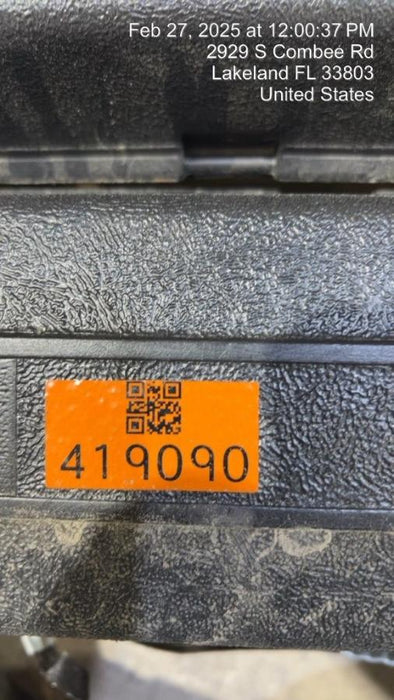 Feb 27, 2025 at 12:00:37 PM
2929 S Combee Rd
Lakeland FL 33803
United States
419090